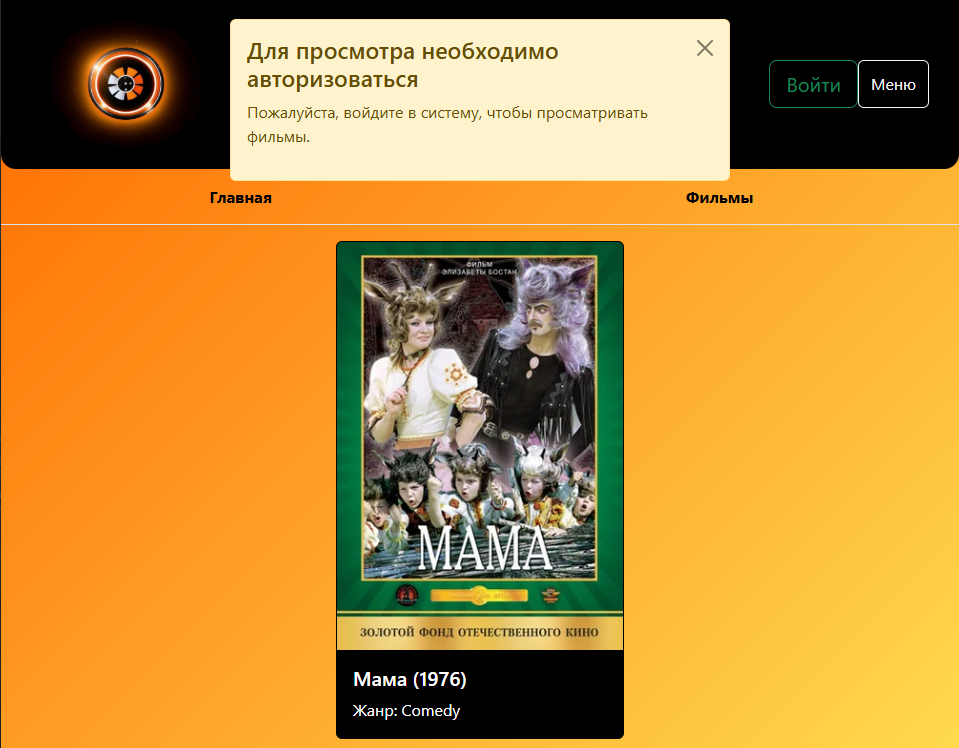 Для просмотра необходимо
авторизоваться
Пожалуйста, войдите в систему, чтобы просматривать
фильмы.
Войти
Меню
Главная
Фильмы
ФИЛЬМ
ЭЛИЗАБЕТЫ БОСТАН
МАМА
ЗОЛОТОЙ ФОНД ОТЕЧЕСТВЕННОГО КИНО
Мама (1976)
Жанр: Comedy